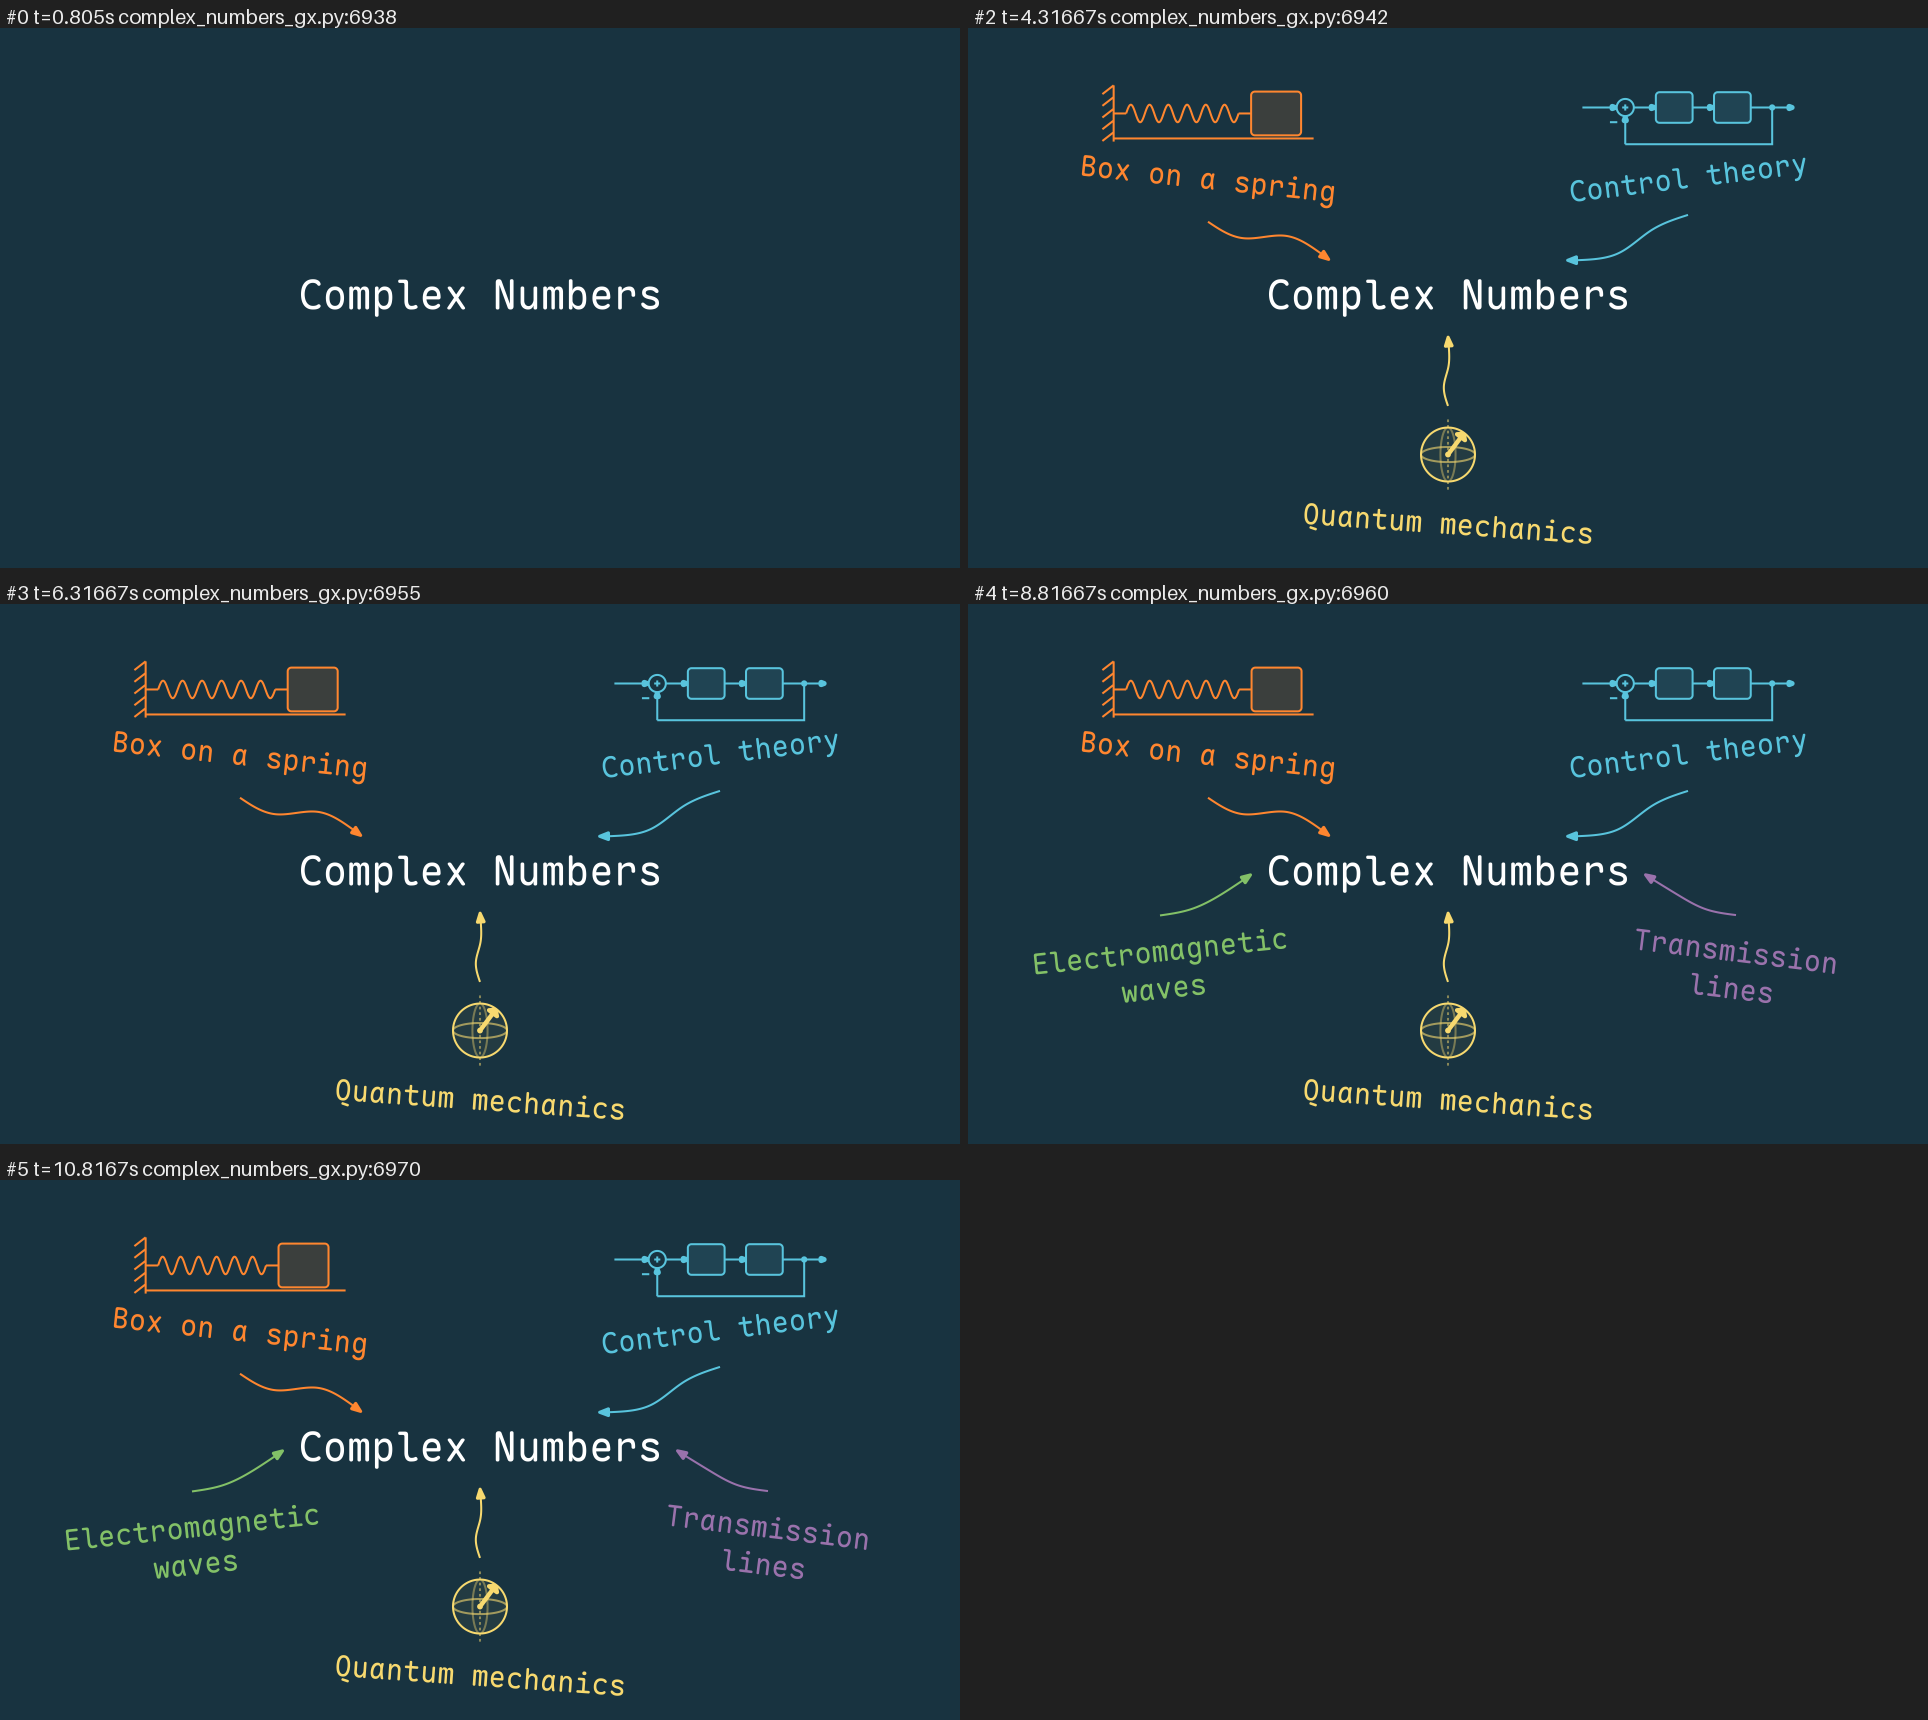 #0 t=0.805s complex_numbers_gx.py:6938
Complex Numbers
#2 t=4.31667s complex_numbers_gx.py:6942
Box on a spring
Control theory
Complex Numbers
Quantum mechanics
#3 t=6.31667s complex_numbers_gx.py:6955
Box on a spring
Control theory
Complex Numbers
Quantum mechanics
#4 t=8.81667s complex_numbers_gx.py:6960
Box on a spring
Control theory
Complex Numbers
Electromagnetic
waves
Transmission
lines
Quantum mechanics
#5 t=10.8167s complex_numbers_gx.py:6970
Box on a spring
Control theory
Complex Numbers
Electromagnetic
waves
Transmission
lines
Quantum mechanics